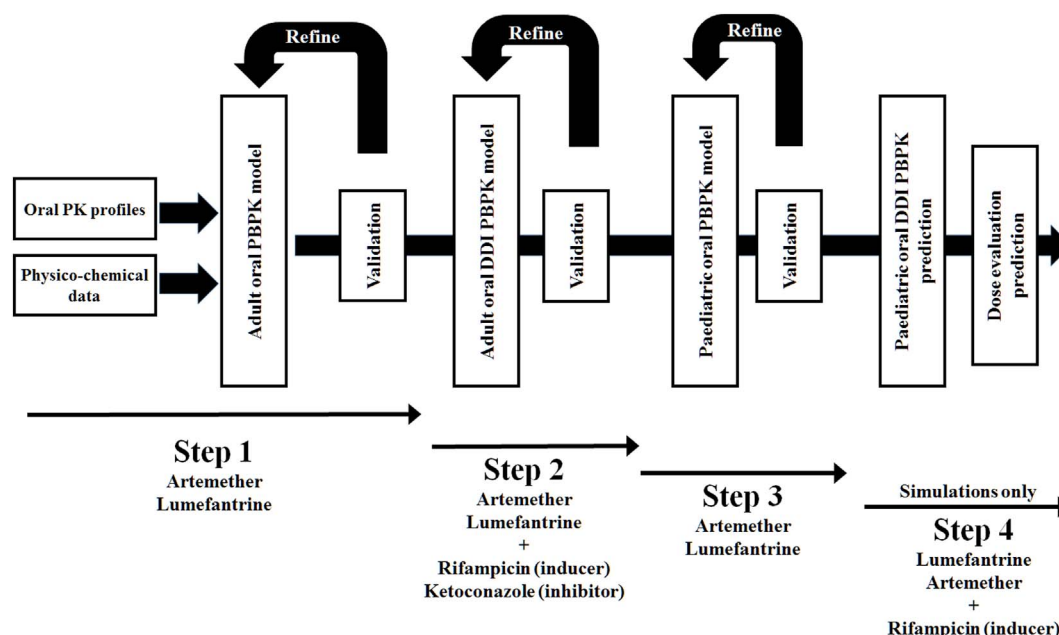 Refine
Refine
Refine
Oral PK profiles
Physico-chemical
data
Adult oral PBPK model
Validation
Adult oral DDI PBPK model
Validation
Paediatric oral PBPK model
Validation
Paediatric oral DDI PBPK
prediction
Dose evaluation
prediction
Step 1
Artemether
Lumefantrine
Step 2
Artemether
Lumefantrine
+
Rifampicin (inducer)
Ketoconazole (inhibitor)
Step 3
Artemether
Lumefantrine
Simulations only
Step 4
Lumefantrine
Artemether
+
Rifampicin (inducer)